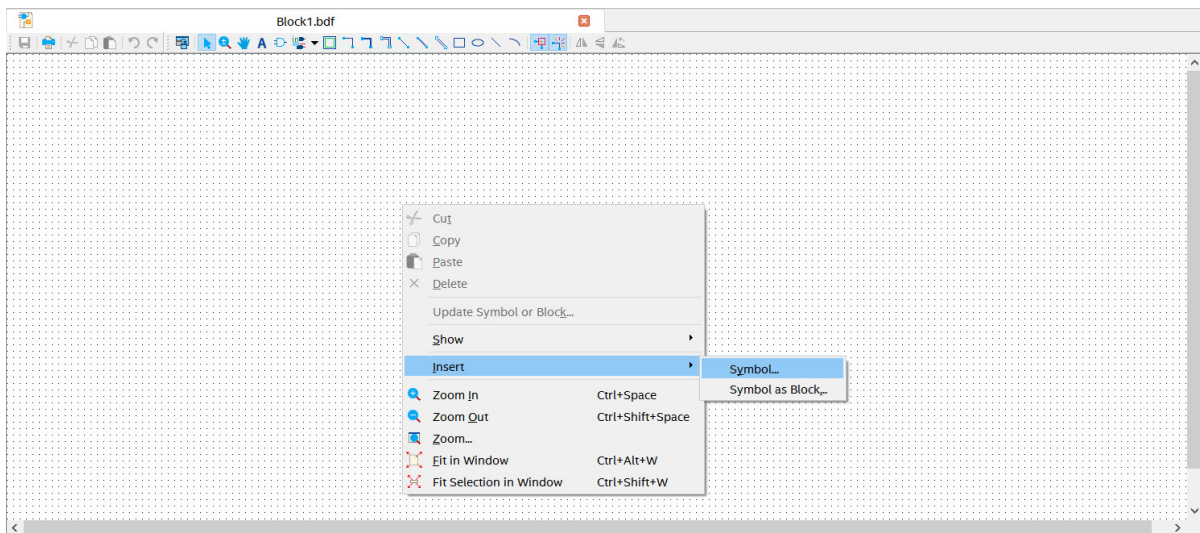 Block1.bdf
A
Cut
Copy
Paste
Delete
Update Symbol or Block...
Show
Insert
Symbol...
Symbol as Block...
Zoom In Ctrl+Space
Zoom Out Ctrl+Shift+Space
Zoom...
Fit in Window Ctrl+Alt+W
Fit Selection in Window Ctrl+Shift+W